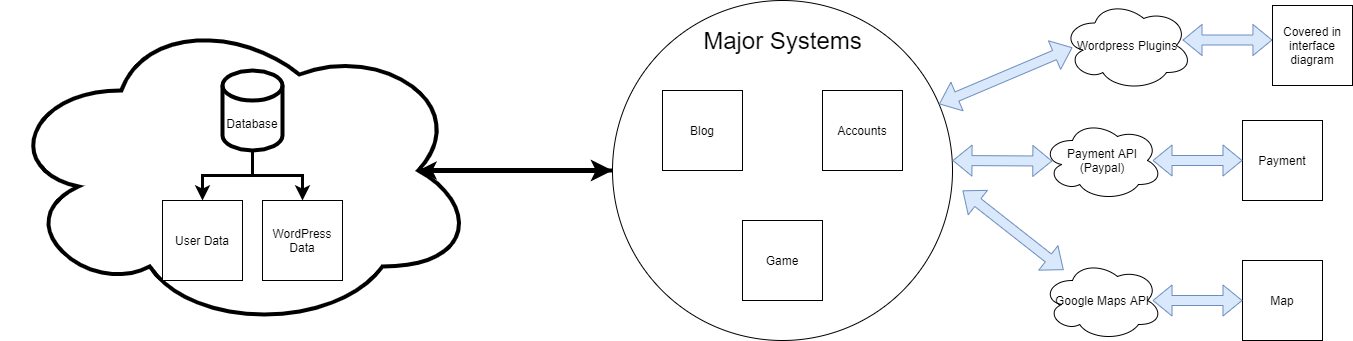 Database
User Data
WordPress
Data
Major Systems
Blog
Accounts
Game
Wordpress Plugins
Covered in
interface
diagram
Payment API
(Paypal)
Payment
Google Maps API
Map